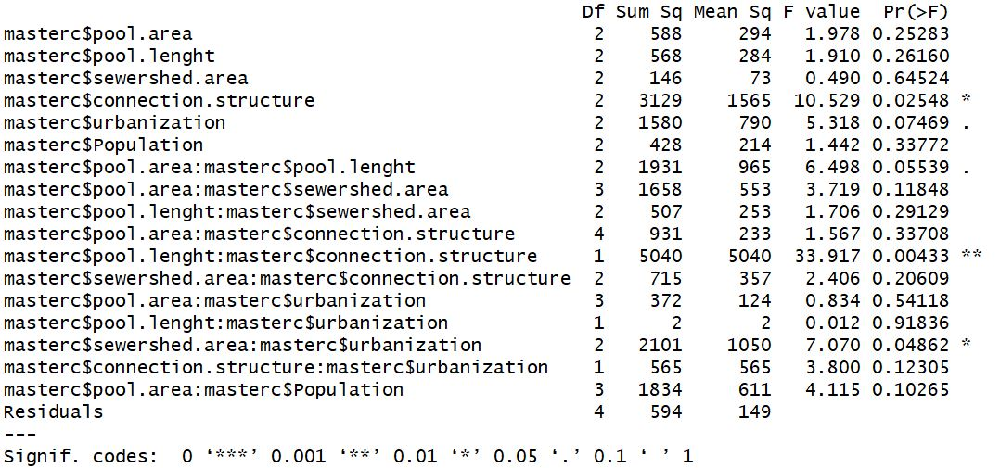 Df Sum Sq Mean Sq F value Pr(>F)
masterc$pool.area 2 588 294 1.978 0.25283
masterc$pool.lenght 2 568 284 1.910 0.26160
masterc$sewershed.area 2 146 73 0.490 0.64524
masterc$connection.structure 2 3129 1565 10.529 0.02548 *
masterc$urbanization 2 1580 790 5.318 0.07469 .
masterc$Population 2 428 214 1.442 0.33772
masterc$pool.area:masterc$pool.lenght 2 1931 965 6.498 0.05539 .
masterc$pool.area:masterc$sewershed.area 3 1658 553 3.719 0.11848
masterc$pool.lenght:masterc$sewershed.area 2 507 253 1.706 0.29129
masterc$pool.area:masterc$connection.structure 4 931 233 1.567 0.33708
masterc$pool.lenght:masterc$connection.structure 1 5040 5040 33.917 0.00433 **
masterc$sewershed.area:masterc$connection.structure 2 715 357 2.406 0.20609
masterc$pool.area:masterc$urbanization 3 372 124 0.834 0.54118
masterc$pool.lenght:masterc$urbanization 1 2 2 0.012 0.91836
masterc$sewershed.area:masterc$urbanization 2 2101 1050 7.070 0.04862 *
masterc$connection.structure:masterc$urbanization 1 565 565 3.800 0.12305
masterc$pool.area:masterc$Population 3 1834 611 4.115 0.10265
Residuals 4 594 149
---
Signif. codes: 0 ‘***’ 0.001 ‘**’ 0.01 ‘*’ 0.05 ‘.’ 0.1 ‘ ’ 1